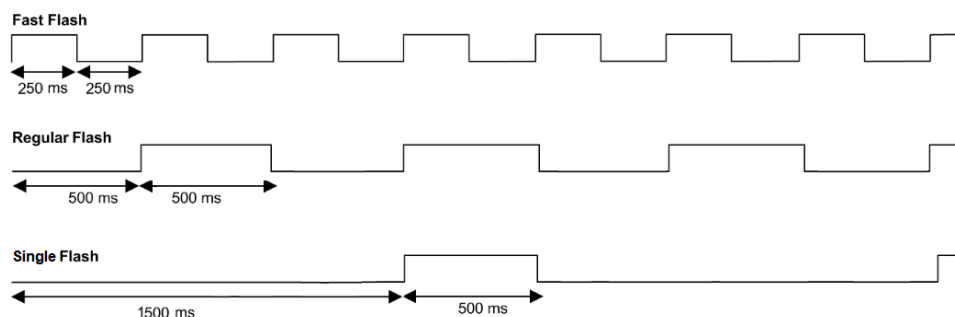 Fast Flash
250 ms 250 ms
Regular Flash
500 ms 500 ms
Single Flash
1500 ms 500 ms